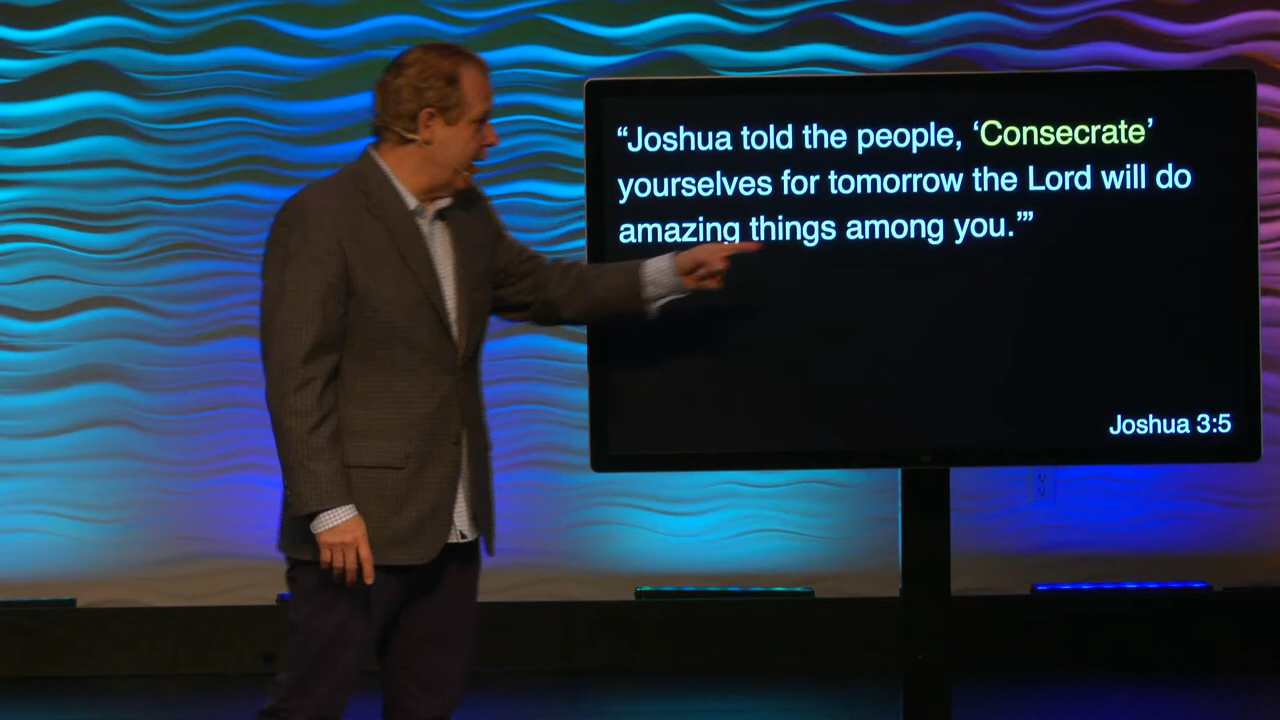 “Joshua told the people, ‘Consecrate’
yourselves for tomorrow the Lord will do
amazing things among you.’”
Joshua 3:5